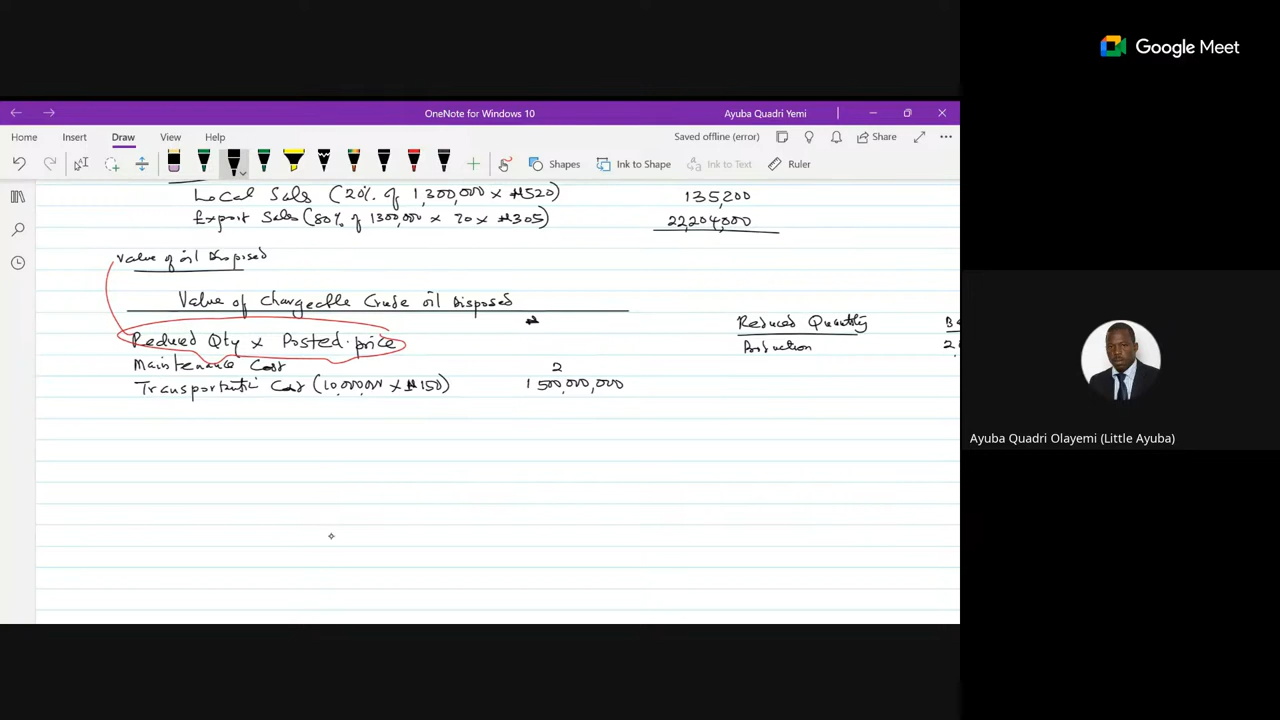 Google Meet
OneNote for Windows 10
Ayuba Quadri Yemi
Home Insert Draw View Help
Saved offline (error)
Share
Shapes
Ink to Shape
Ink to Text
Ruler
Local Sales (20% of 1,300,000 × ₦520) 135,200
Export Sales (80% of 1300,000 × 70 × ₦305) 22,204,000
Value of oil Disposed
Value of Chargeable Crude oil Disposed
₦
Reduced Qty × Posted price
Maintenance Cost 2
Transportation Cost (10,000,000 × ₦150) 1 500,000,000
Reduced Quantity
Production
Ayuba Quadri Olayemi (Little Ayuba)